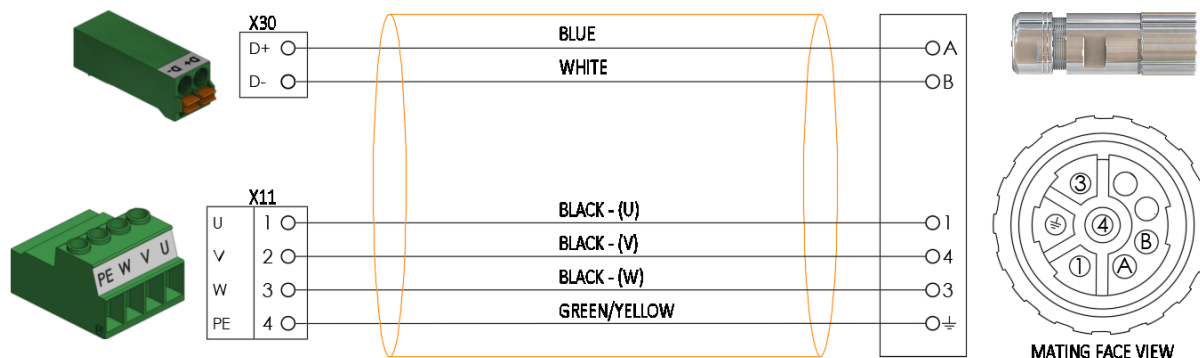 X30
D+
D-
D+ D-
BLUE
WHITE
A
B
X11
U 1
V 2
W 3
PE 4
PE W V U
BLACK - (U)
BLACK - (V)
BLACK - (W)
GREEN/YELLOW
1
4
3
3
4
B
1
A
MATING FACE VIEW